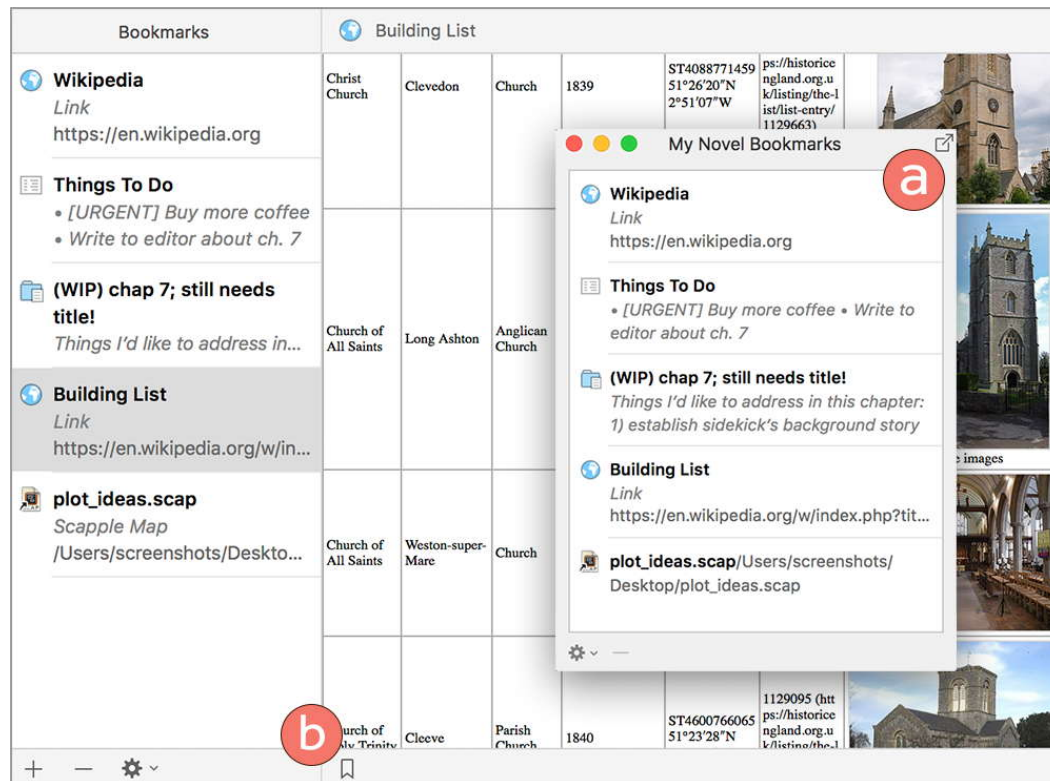 Bookmarks
Building List
Wikipedia
Link
https://en.wikipedia.org
Things To Do
• [URGENT] Buy more coffee
• Write to editor about ch. 7
(WIP) chap 7; still needs
title!
Things I’d like to address in...
Building List
Link
https://en.wikipedia.org/w/in...
plot_ideas.scap
Scapple Map
/Users/screenshots/Deskto...
Christ
Church
Clevedon
Church
1839
ST4088771459
51°26′20″N
2°51′07″W
ps://historice
ngland.org.u
k/listing/the-l
ist/list-entry/
1129663)
Church of
All Saints
Long Ashton
Anglican
Church
e images
Church of
All Saints
Weston-super-
Mare
Church
Church of
Holy Trinity
Cleeve
Parish
Church
1840
ST4600766065
51°23′28″N
1129095 (htt
ps://historice
ngland.org.u
k/listing/the-l
My Novel Bookmarks
a
Wikipedia
Link
https://en.wikipedia.org
Things To Do
• [URGENT] Buy more coffee • Write to
editor about ch. 7
(WIP) chap 7; still needs title!
Things I’d like to address in this chapter:
1) establish sidekick’s background story
Building List
Link
https://en.wikipedia.org/w/index.php?tit...
plot_ideas.scap/Users/screenshots/
Desktop/plot_ideas.scap
b